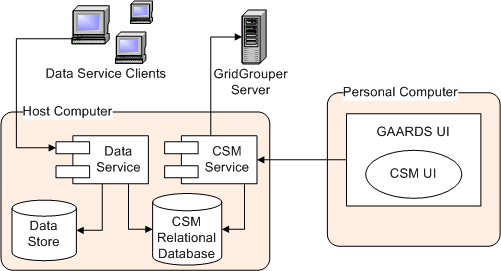 Data Service Clients
GridGrouper
Server
Host Computer
Personal Computer
Data
Service
CSM
Service
GAARDS UI
CSM UI
Data
Store
CSM
Relational
Database